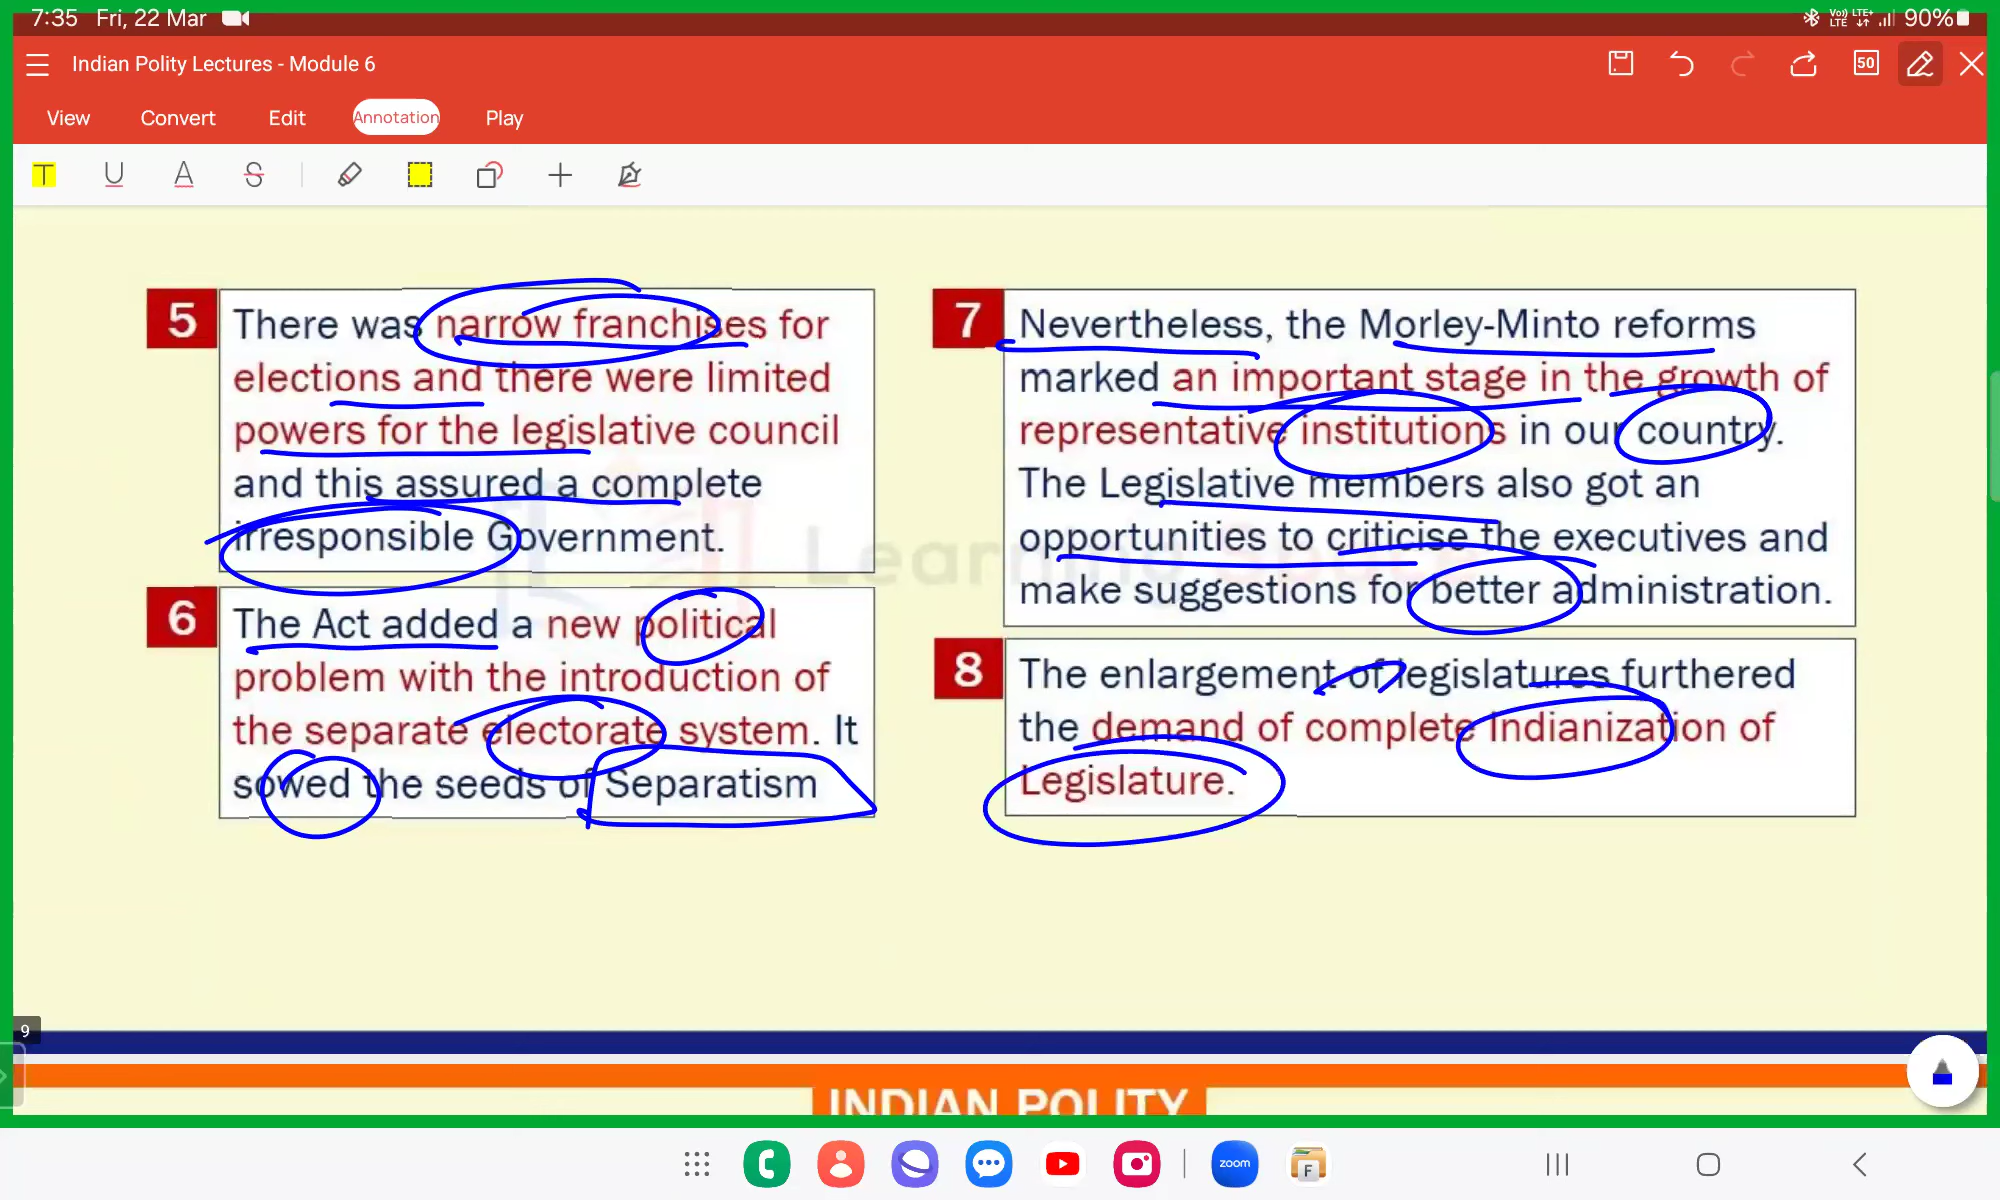 7:35 Fri, 22 Mar
Vo)) LTE LTE+ 90%
Indian Polity Lectures - Module 6
50
View Convert Edit Annotation Play
T U A S
5
There was narrow franchises for
elections and there were limited
powers for the legislative council
and this assured a complete
irresponsible Government.
6
The Act added a new political
problem with the introduction of
the separate electorate system. It
sowed the seeds of Separatism
7
Nevertheless, the Morley-Minto reforms
marked an important stage in the growth of
representative institutions in our country.
The Legislative members also got an
opportunities to criticise the executives and
make suggestions for better administration.
8
The enlargement of legislatures furthered
the demand of complete Indianization of
Legislature.
Learning
9
INDIAN POLITY
zoom
F